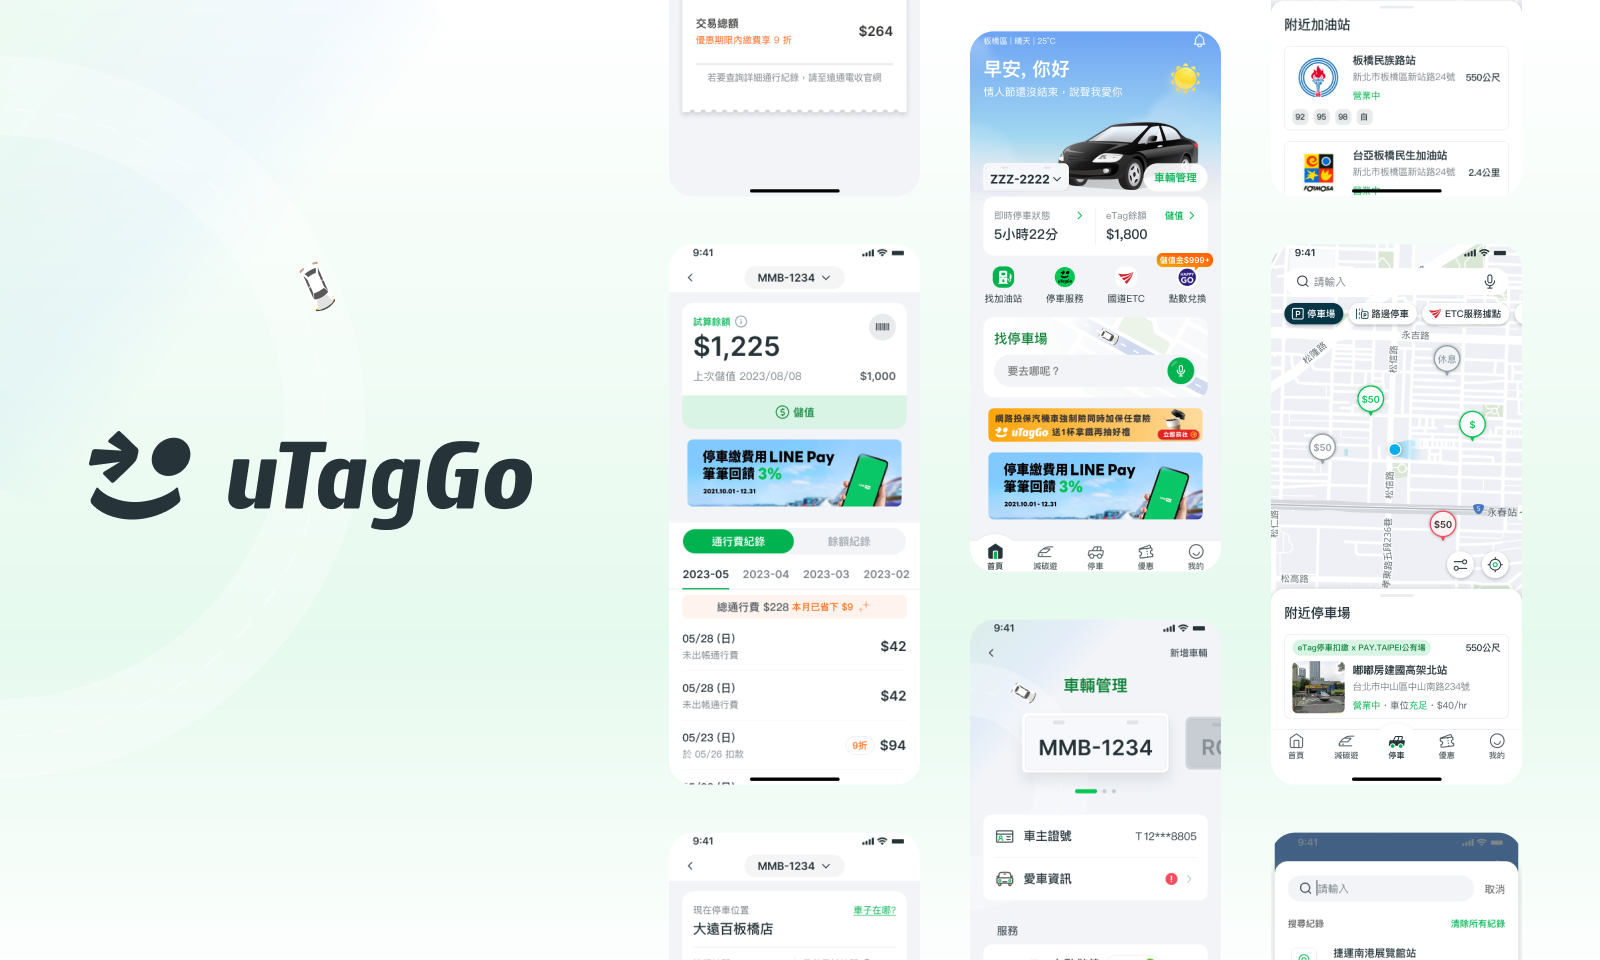 uTagGo
交易總額
$264
優惠期限內繳費享 9 折
若要查詢詳細通行紀錄，請至遠通電收官網
9:41
MMB-1234
試算餘額
$1,225
上次儲值 2023/08/08
$1,000
儲值
停車繳費用 LINE Pay
筆筆回饋 3%
2021.10.01 - 12.31
通行費紀錄
餘額紀錄
2023-05
2023-04
2023-03
2023-02
總通行費 $228 本月已省下 $9
05/28 (日)
未出帳通行費
$42
05/28 (日)
未出帳通行費
$42
05/23 (日)
於 05/26 扣款
9折
$94
9:41
MMB-1234
現在停車位置
車子在哪?
大遠百板橋店
板橋區 | 晴天 | 25°C
早安, 你好
情人節還沒結束，說聲我愛你
ZZZ-2222
車輛管理
即時停車狀態
5小時22分
eTag餘額
儲值
$1,800
儲值金$999+
HAPPY GO
uTagGo
找加油站
停車服務
國道ETC
點數兌換
找停車場
要去哪呢？
網路投保汽機車強制險同時加保任意險
uTagGo 送1杯拿鐵再抽好禮
立即前往
停車繳費用 LINE Pay
筆筆回饋 3%
2021.10.01 - 12.31
首頁
減碳遊
停車
優惠
我的
9:41
新增車輛
車輛管理
MMB-1234
車主證號
T12***8805
愛車資訊
服務
附近加油站
板橋民族路站
新北市板橋區新站路24號
550公尺
營業中
92
95
98
自
台亞板橋民生加油站
新北市板橋區新站路24號
2.4公里
營業中
FORMOSA
9:41
請輸入
停車場
路邊停車
ETC服務據點
永吉路
松隆路
松信路
休息
$50
$
$50
松信路
5
永春站
$50
松仁路
孝東路五段236巷
松高路
附近停車場
eTag停車扣繳 x PAY.TAIPEI公有場
550公尺
嘟嘟房建國高架北站
台北市中山區中山南路234號
營業中 · 車位充足 · $40/hr
首頁
減碳遊
停車
優惠
我的
9:41
請輸入
取消
搜尋紀錄
清除所有紀錄
捷運南港展覽館站